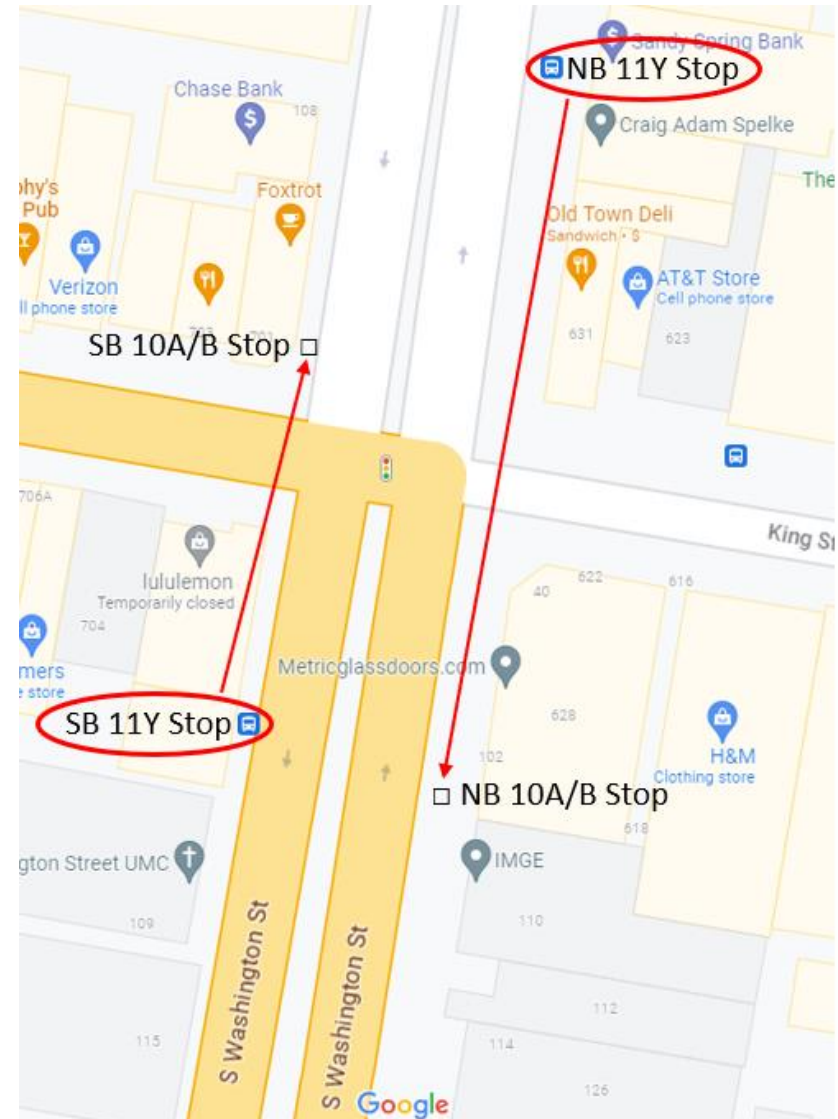 Sandy Spring Bank
NB 11Y Stop
Chase Bank
108
Craig Adam Spelke
hy's
Pub
Foxtrot
The
Old Town Deli
Sandwich • $
Verizon
ll phone store
AT&T Store
Cell phone store
701
SB 10A/B Stop
631
623
706A
King St
lululemon
Temporarily closed
704
40
622
616
mers
e store
Metricglassdoors.com
SB 11Y Stop
628
102
H&M
Clothing store
NB 10A/B Stop
618
gton Street UMC
IMGE
109
110
S Washington St
S Washington St
112
115
114
126
Google